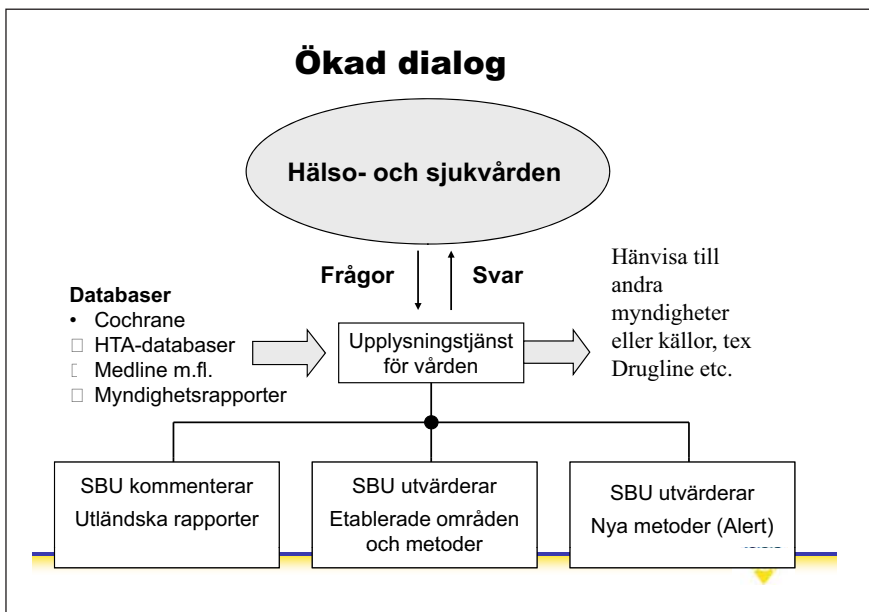 Ökad dialog
Hälso- och sjukvården
Frågor
Svar
Hänvisa till
andra
myndigheter
eller källor, tex
Drugline etc.
Databaser
• Cochrane
HTA-databaser
Medline m.fl.
Myndighetsrapporter
Upplysningstjänst
för vården
SBU kommenterar
Utländska rapporter
SBU utvärderar
Etablerade områden
och metoder
SBU utvärderar
Nya metoder (Alert)